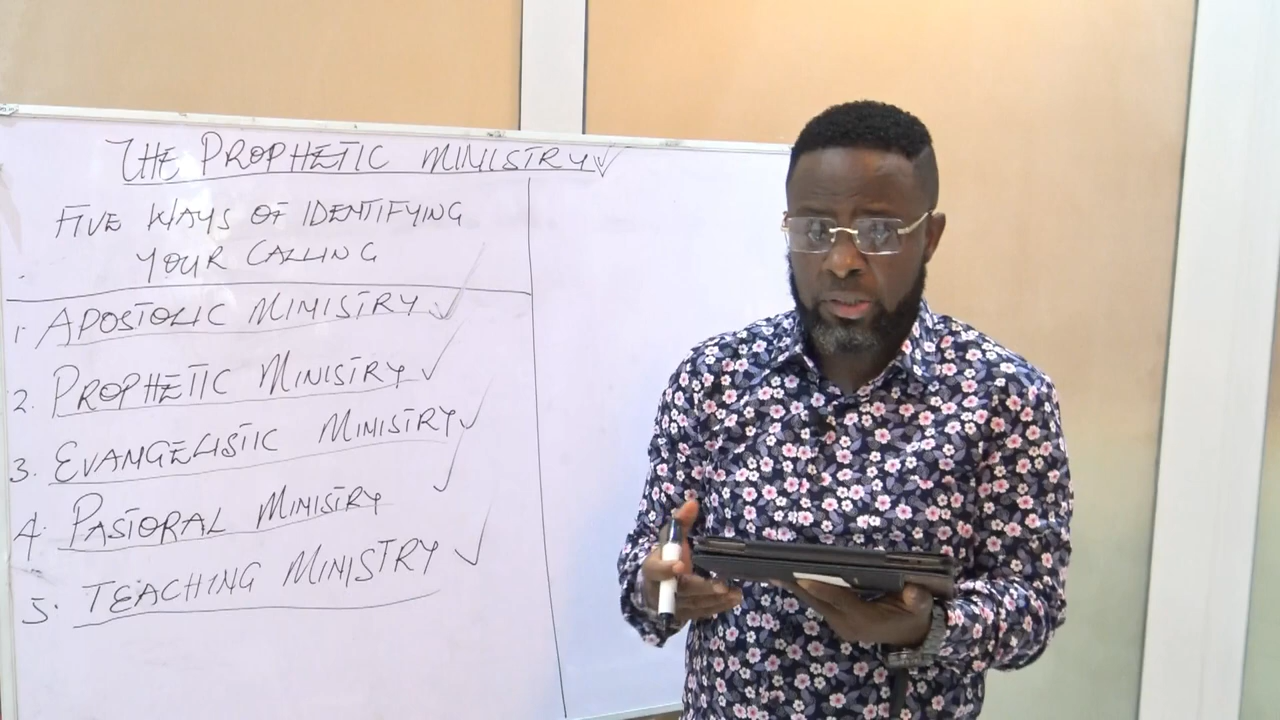 THE PROPHETIC MINISTRY
FIVE WAYS OF IDENTIFYING
YOUR CALLING
1. APOSTOLIC MINISTRY
2. PROPHETIC MINISTRY
3. EVANGELISTIC MINISTRY
4. PASTORAL MINISTRY
5. TEACHING MINISTRY